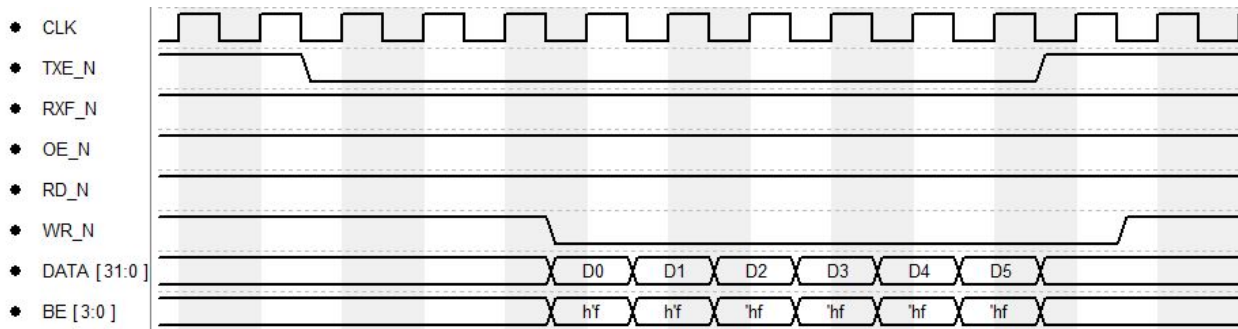 CLK
TXE_N
RXF_N
OE_N
RD_N
WR_N
DATA [31:0] D0 D1 D2 D3 D4 D5
BE [3:0] h'f h'f 'hf 'hf 'hf 'hf